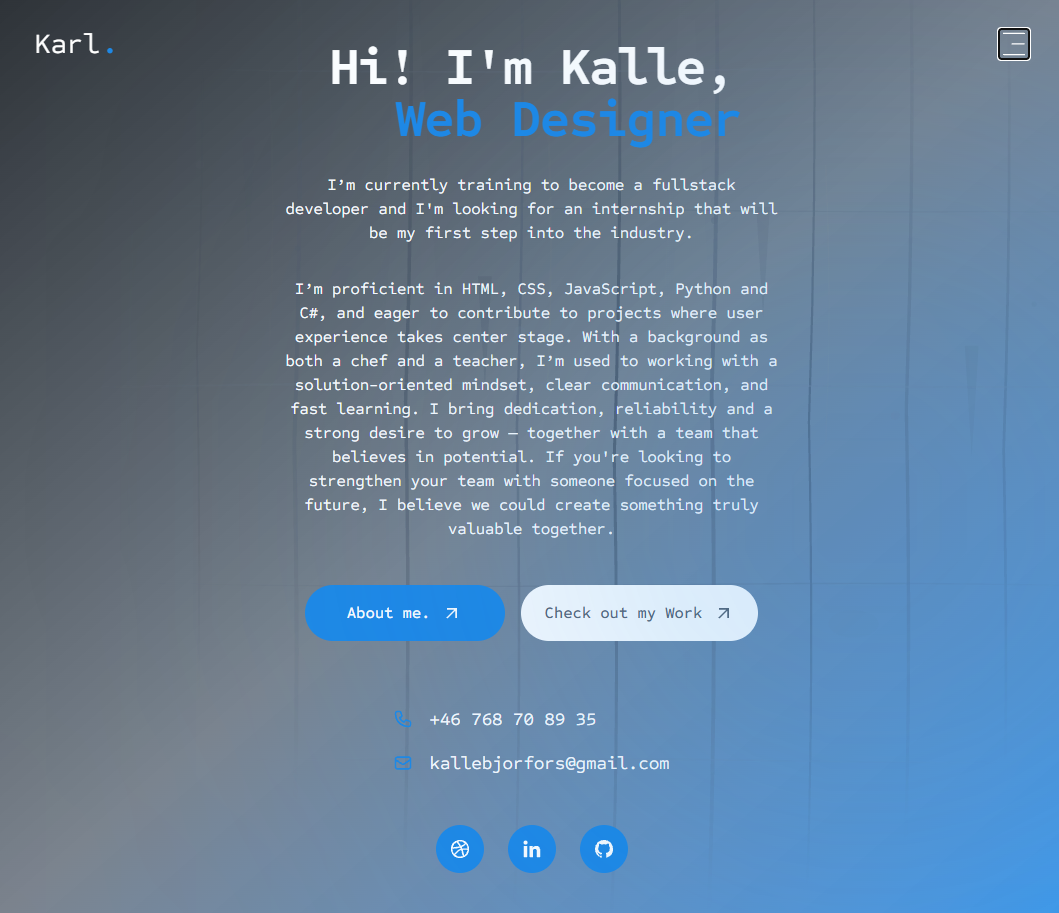 Karl.
Hi! I'm Kalle,
Web Designer
I’m currently training to become a fullstack
developer and I'm looking for an internship that will
be my first step into the industry.
I’m proficient in HTML, CSS, JavaScript, Python and
C#, and eager to contribute to projects where user
experience takes center stage. With a background as
both a chef and a teacher, I’m used to working with a
solution-oriented mindset, clear communication, and
fast learning. I bring dedication, reliability and a
strong desire to grow — together with a team that
believes in potential. If you're looking to
strengthen your team with someone focused on the
future, I believe we could create something truly
valuable together.
About me.
Check out my Work
+46 768 70 89 35
kallebjorfors@gmail.com
in